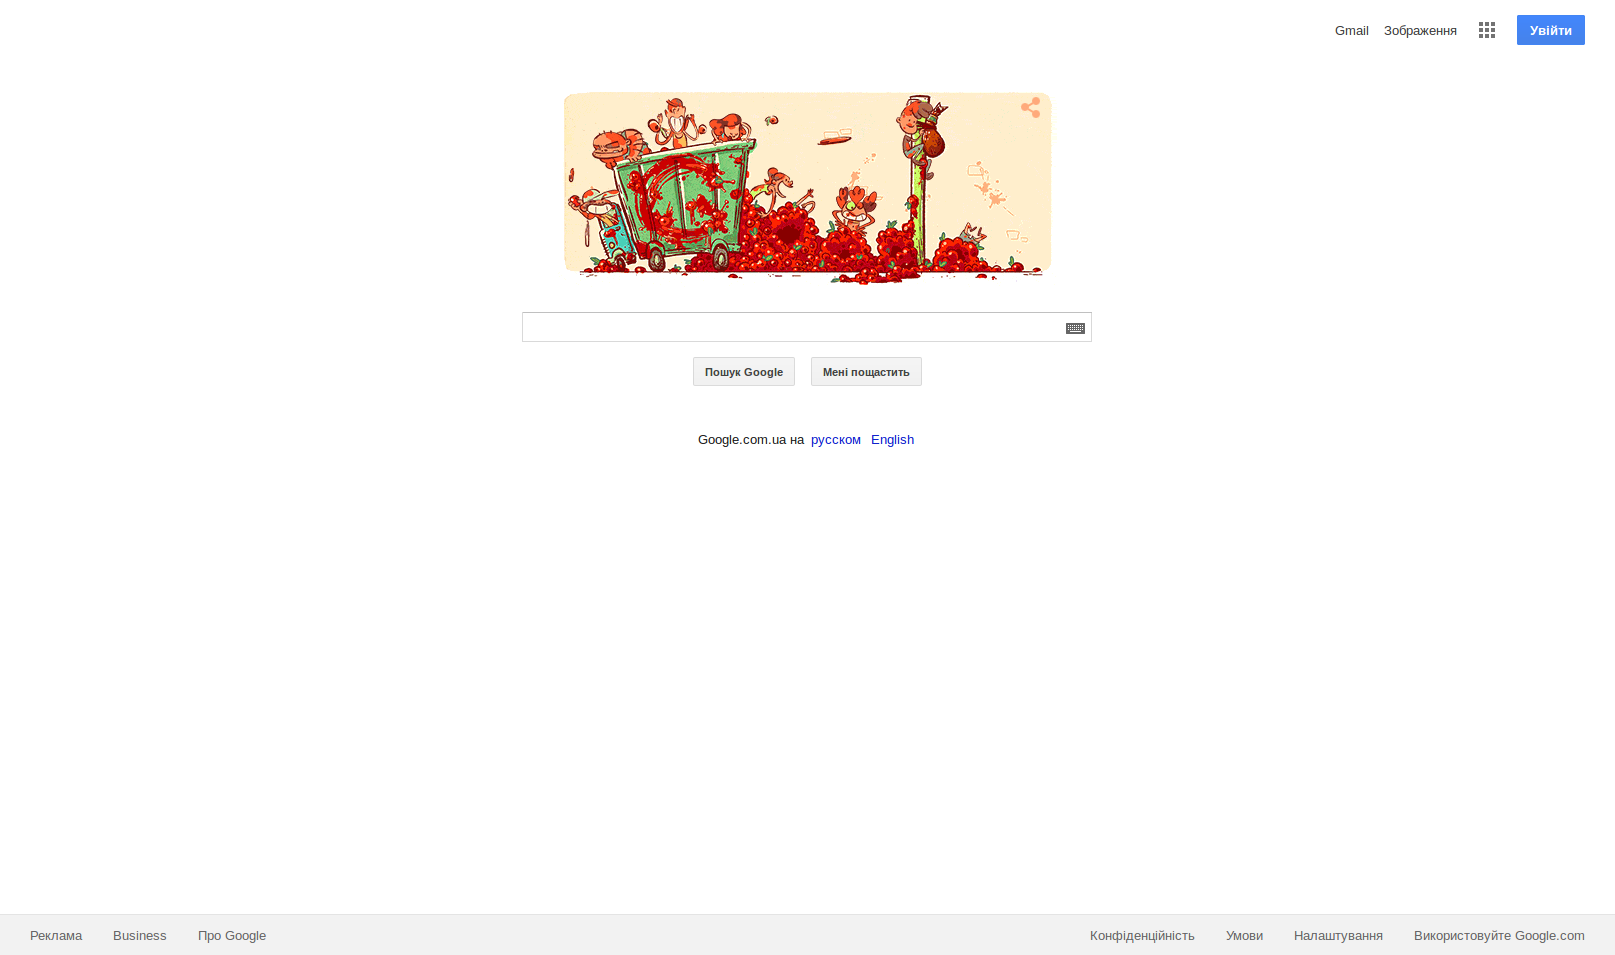 Gmail Зображення Увійти
Пошук Google Мені пощастить
Google.com.ua на русском English
Реклама Business Про Google Конфіденційність Умови Налаштування Використовуйте Google.com